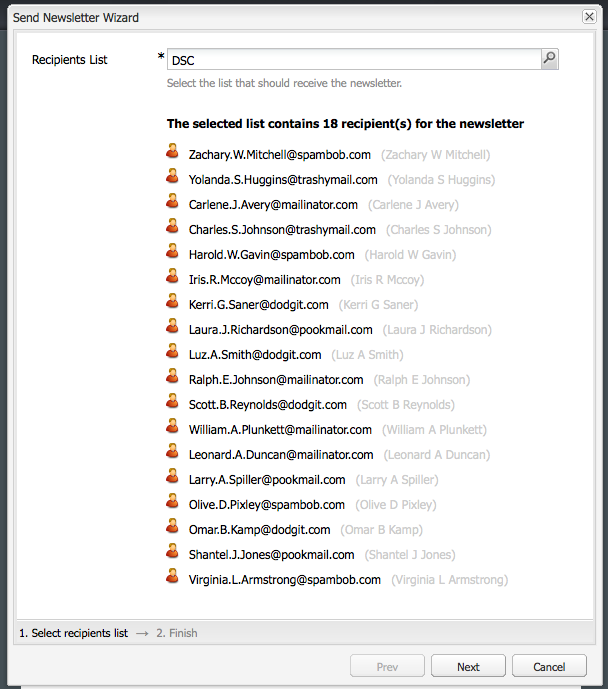 Send Newsletter Wizard
Recipients List * DSC
Select the list that should receive the newsletter.
The selected list contains 18 recipient(s) for the newsletter
Zachary.W.Mitchell@spambob.com (Zachary W Mitchell)
Yolanda.S.Huggins@trashymail.com (Yolanda S Huggins)
Carlene.J.Avery@mailinator.com (Carlene J Avery)
Charles.S.Johnson@trashymail.com (Charles S Johnson)
Harold.W.Gavin@spambob.com (Harold W Gavin)
Iris.R.Mccoy@mailinator.com (Iris R Mccoy)
Kerri.G.Saner@dodgit.com (Kerri G Saner)
Laura.J.Richardson@pookmail.com (Laura J Richardson)
Luz.A.Smith@dodgit.com (Luz A Smith)
Ralph.E.Johnson@mailinator.com (Ralph E Johnson)
Scott.B.Reynolds@dodgit.com (Scott B Reynolds)
William.A.Plunkett@mailinator.com (William A Plunkett)
Leonard.A.Duncan@mailinator.com (Leonard A Duncan)
Larry.A.Spiller@pookmail.com (Larry A Spiller)
Olive.D.Pixley@spambob.com (Olive D Pixley)
Omar.B.Kamp@dodgit.com (Omar B Kamp)
Shantel.J.Jones@pookmail.com (Shantel J Jones)
Virginia.L.Armstrong@spambob.com (Virginia L Armstrong)
1. Select recipients list → 2. Finish
Prev Next Cancel